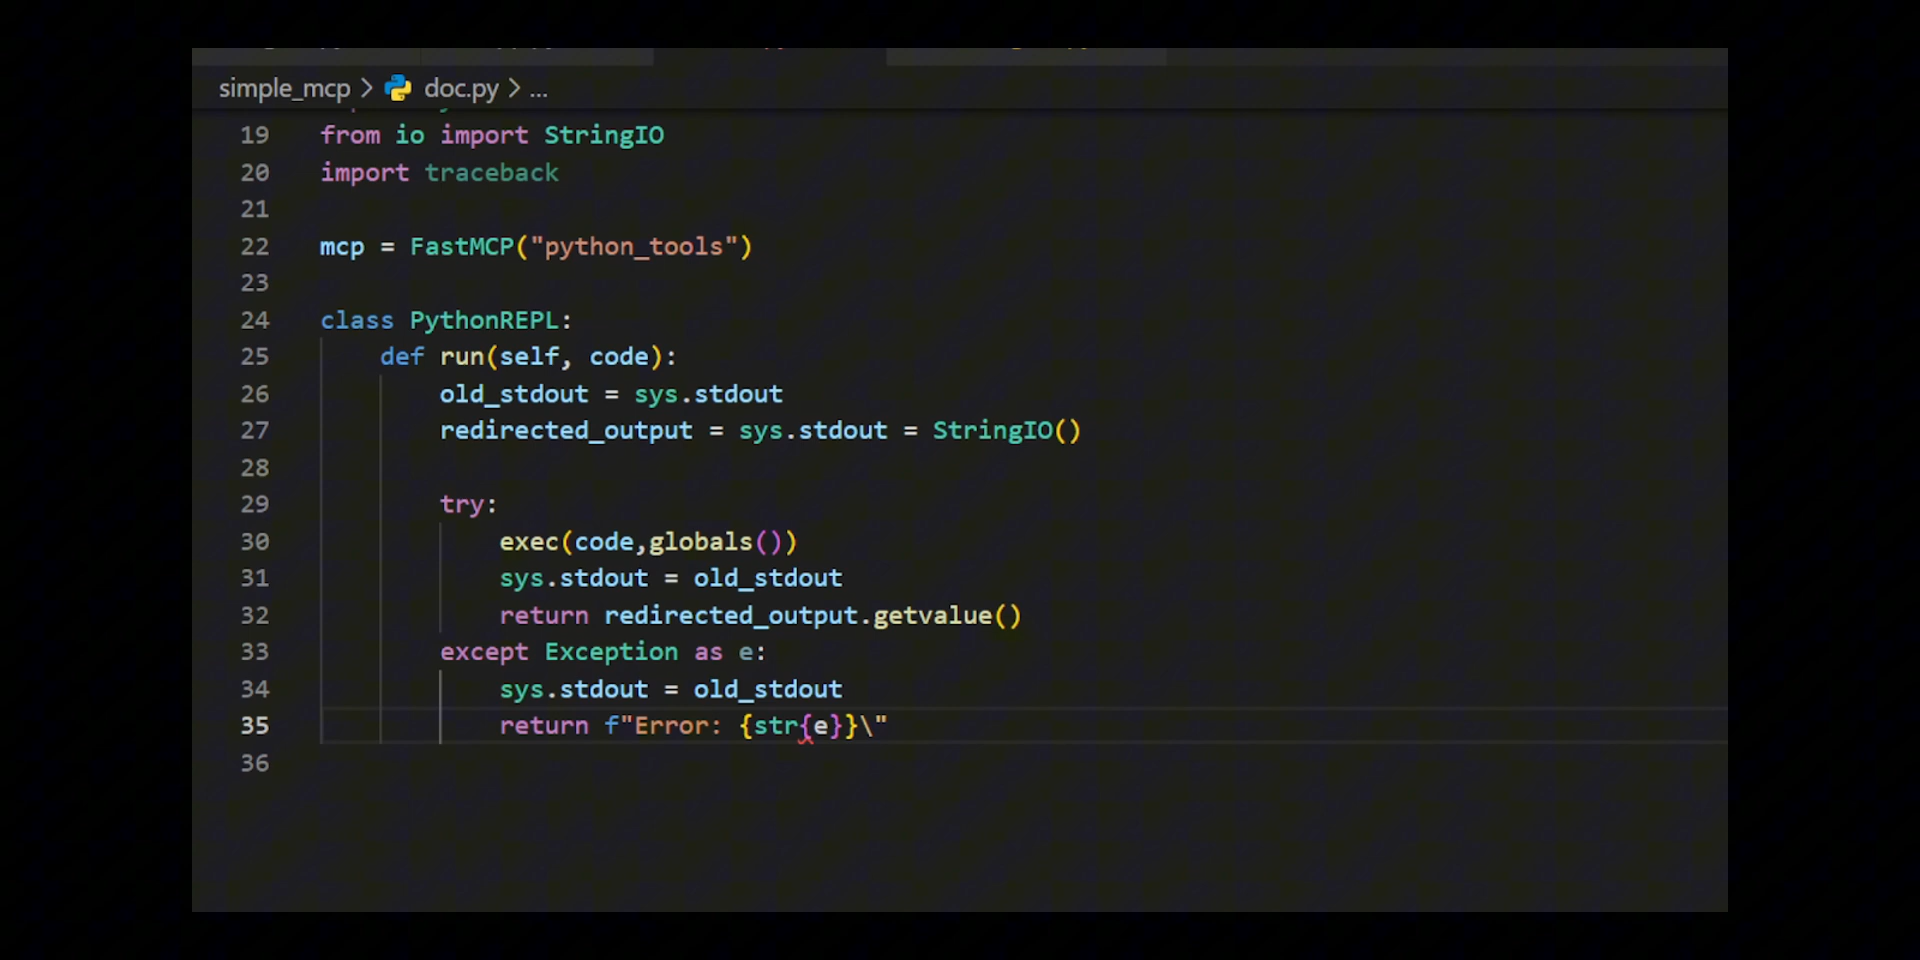 simple_mcp > doc.py > ...
19 from io import StringIO
20 import traceback
21
22 mcp = FastMCP("python_tools")
23
24 class PythonREPL:
25     def run(self, code):
26         old_stdout = sys.stdout
27         redirected_output = sys.stdout = StringIO()
28
29         try:
30             exec(code,globals())
31             sys.stdout = old_stdout
32             return redirected_output.getvalue()
33         except Exception as e:
34             sys.stdout = old_stdout
35             return f"Error: {str{e}}\"
36